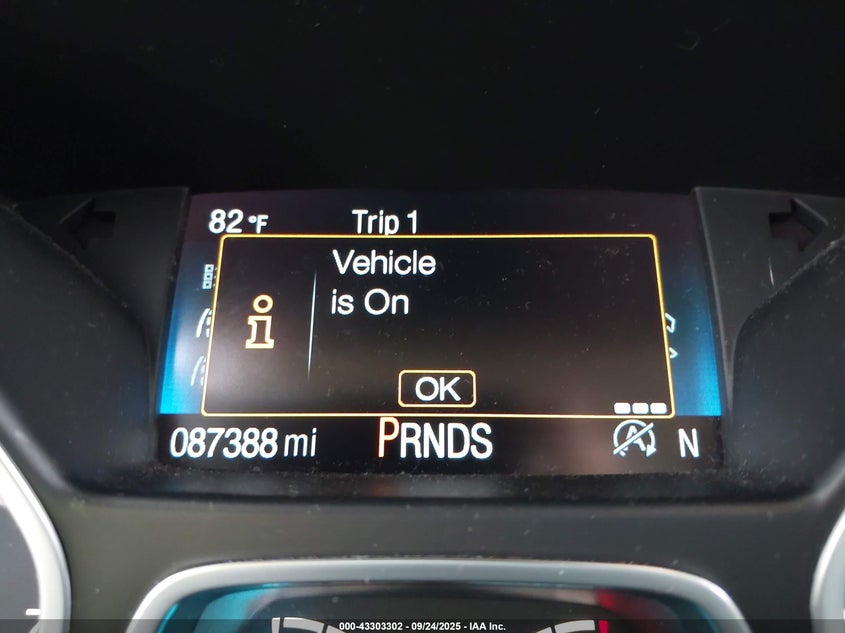 82 °F Trip 1
Vehicle
is On
OK
087388 mi PRNDS A N
000-43303302 - 09/24/2025 - IAA Inc.